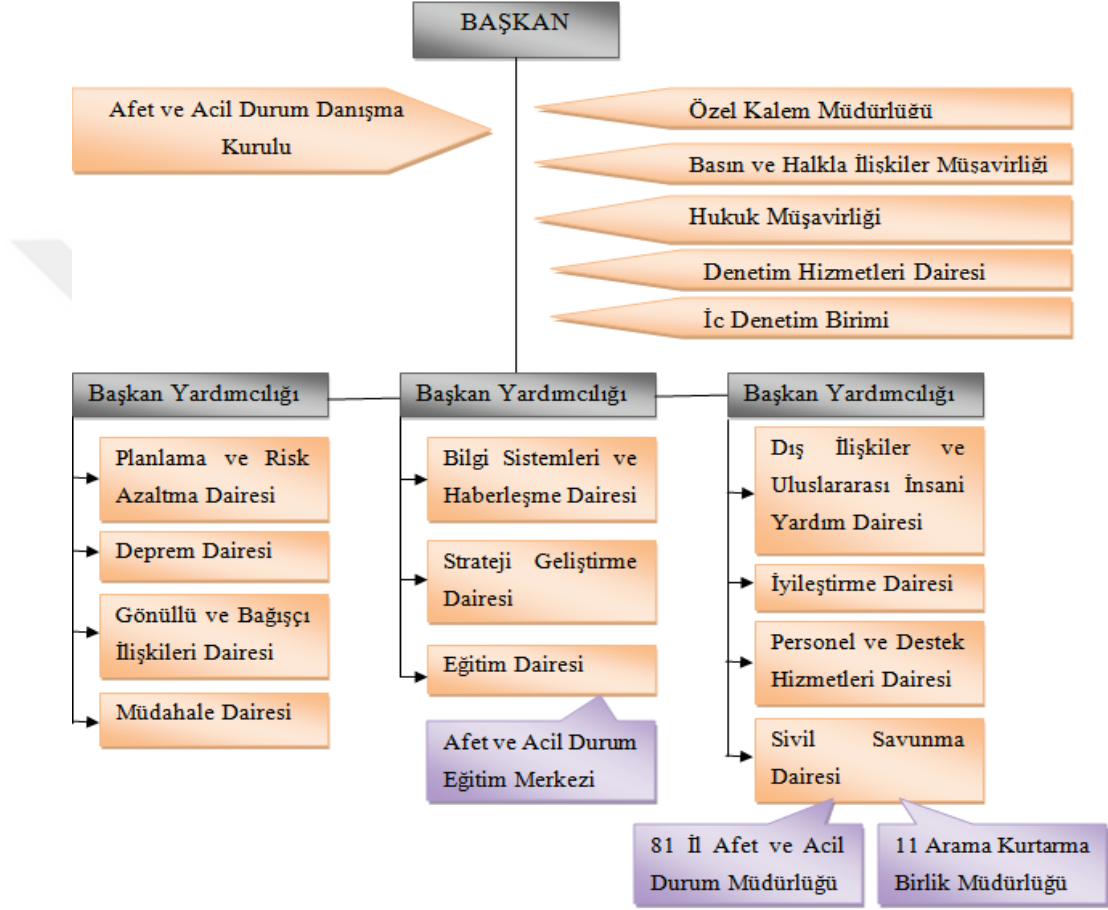 BAŞKAN
Afet ve Acil Durum Danışma
Kurulu
Özel Kalem Müdürlüğü
Basın ve Halkla İlişkiler Müşavirliği
Hukuk Müşavirliği
Denetim Hizmetleri Dairesi
İc Denetim Birimi
Başkan Yardımcılığı
Planlama ve Risk
Azaltma Dairesi
Deprem Dairesi
Gönüllü ve Bağışçı
İlişkileri Dairesi
Müdahale Dairesi
Başkan Yardımcılığı
Bilgi Sistemleri ve
Haberleşme Dairesi
Strateji Geliştirme
Dairesi
Eğitim Dairesi
Afet ve Acil Durum
Eğitim Merkezi
Başkan Yardımcılığı
Dış İlişkiler ve
Uluslararası İnsani
Yardım Dairesi
İyileştirme Dairesi
Personel ve Destek
Hizmetleri Dairesi
Sivil Savunma
Dairesi
81 İl Afet ve Acil
Durum Müdürlüğü
11 Arama Kurtarma
Birlik Müdürlüğü